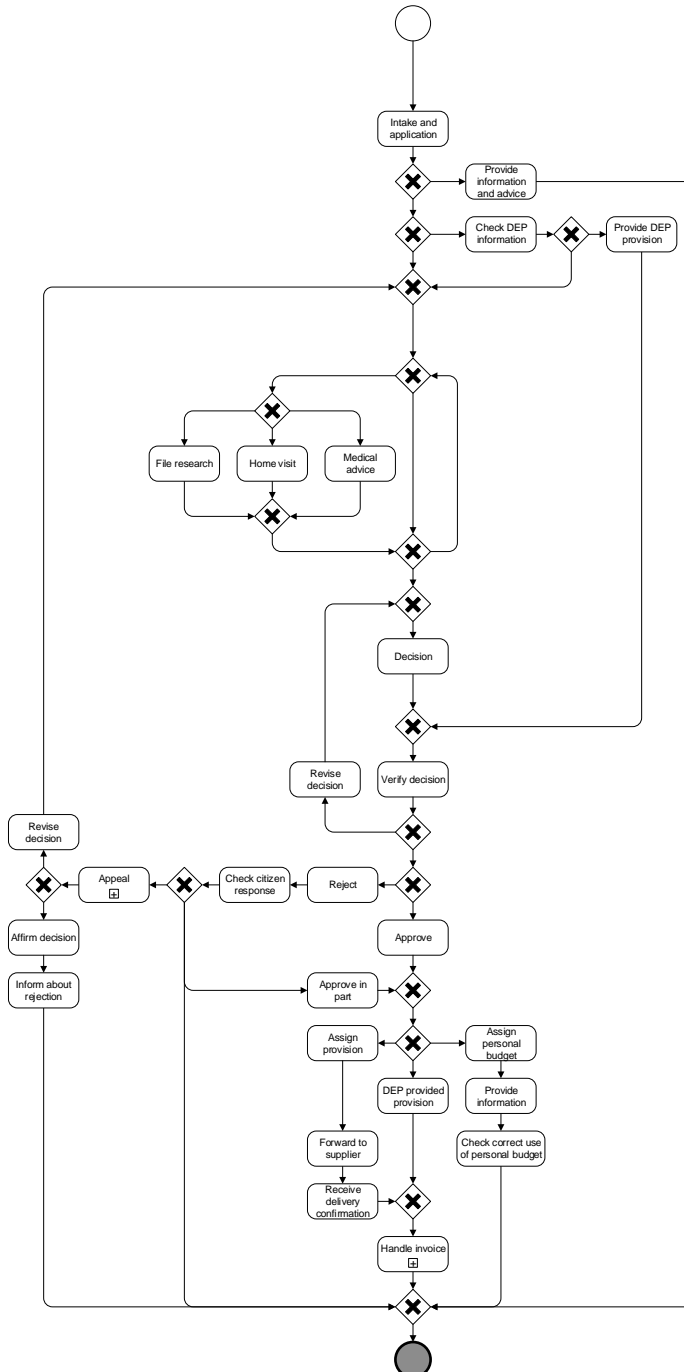 Intake and
application
Provide
information
and advice
Check DEP
information
Provide DEP
provision
File research
Home visit
Medical
advice
Decision
Revise
decision
Verify decision
Revise
decision
Appeal
Check citizen
response
Reject
Affirm decision
Approve
Inform about
rejection
Approve in
part
Assign
provision
Assign
personal
budget
DEP provided
provision
Provide
information
Forward to
supplier
Check correct use
of personal budget
Receive
delivery
confirmation
Handle invoice